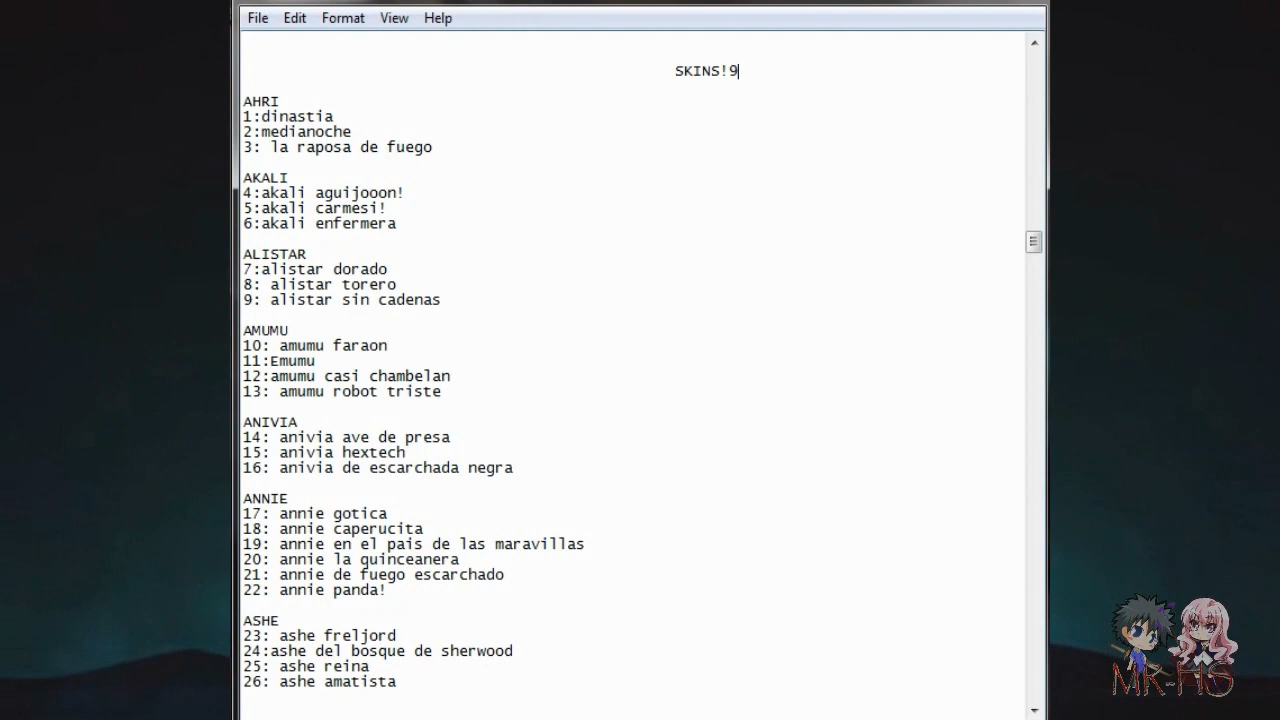 File Edit Format View Help
SKINS!9
AHRI
1:dinastia
2:medianoche
3: la raposa de fuego
AKALI
4:akali aguijooon!
5:akali carmesi!
6:akali enfermera
ALISTAR
7:alistar dorado
8: alistar torero
9: alistar sin cadenas
AMUMU
10: amumu faraon
11:Emumu
12:amumu casi chambelan
13: amumu robot triste
ANIVIA
14: anivia ave de presa
15: anivia hextech
16: anivia de escarchada negra
ANNIE
17: annie gotica
18: annie caperucita
19: annie en el pais de las maravillas
20: annie la quinceanera
21: annie de fuego escarchado
22: annie panda!
ASHE
23: ashe freljord
24:ashe del bosque de sherwood
25: ashe reina
26: ashe amatista
MK-HS